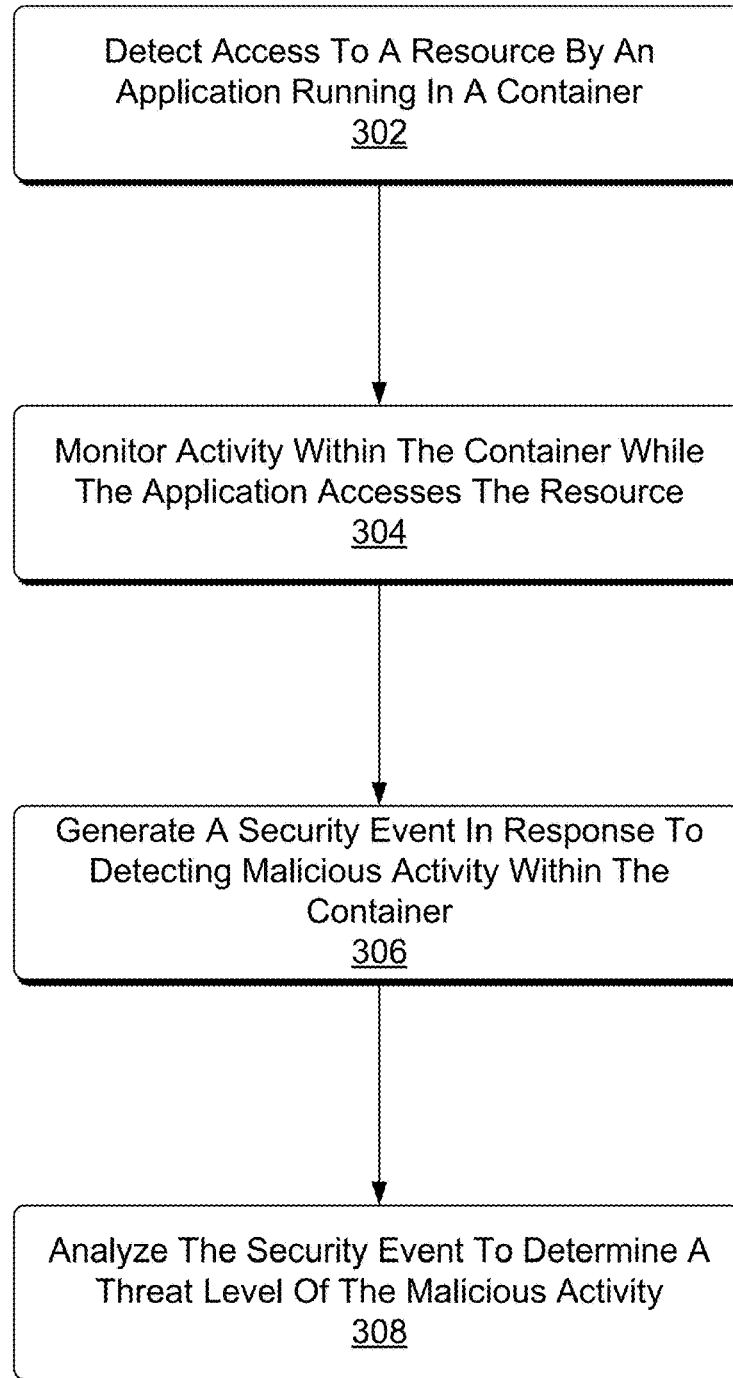 Detect Access To A Resource By An
Application Running In A Container
302
Monitor Activity Within The Container While
The Application Accesses The Resource
304
Generate A Security Event In Response To
Detecting Malicious Activity Within The
Container
306
Analyze The Security Event To Determine A
Threat Level Of The Malicious Activity
308